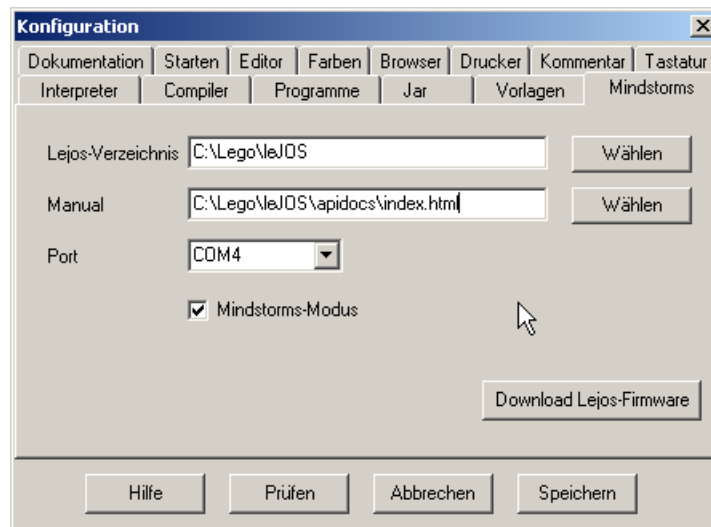 Konfiguration
Dokumentation Starten Editor Farben Browser Drucker Kommentar Tastatur
Interpreter Compiler Programme Jar Vorlagen Mindstorms
Lejos-Verzeichnis C:\Lego\leJOS Wählen
Manual C:\Lego\leJOS\apidocs\index.html Wählen
Port COM4
Mindstorms-Modus
Download Lejos-Firmware
Hilfe Prüfen Abbrechen Speichern